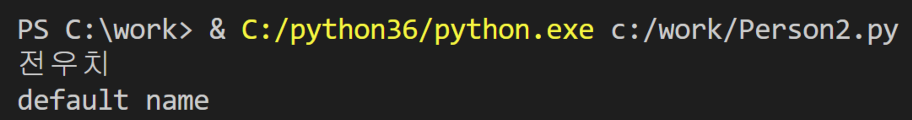 PS C:\work> & C:/python36/python.exe c:/work/Person2.py
전우치
default name